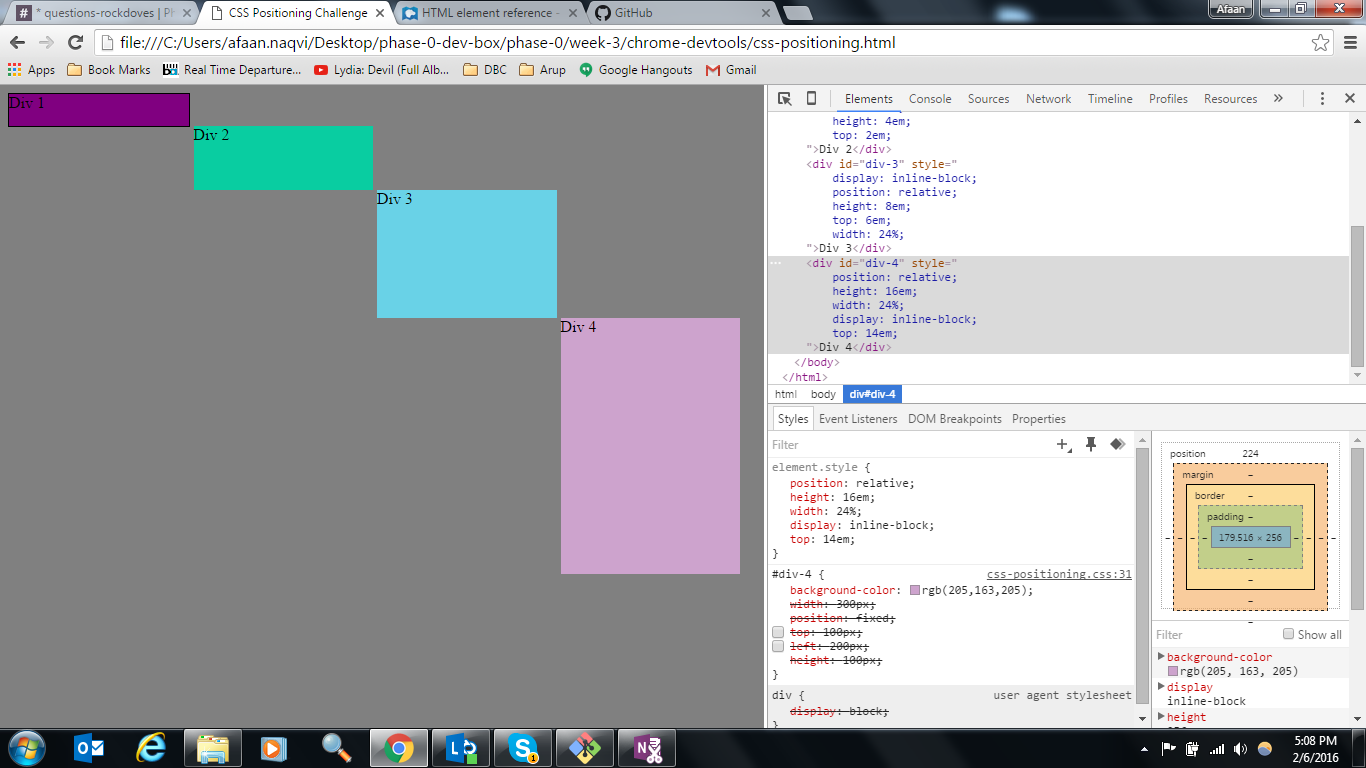 # * questions-rockdoves | Ph
CSS Positioning Challenge
HTML element reference -
GitHub
Afaan
file:///C:/Users/afaan.naqvi/Desktop/phase-0-dev-box/phase-0/week-3/chrome-devtools/css-positioning.html
Apps
Book Marks
Real Time Departure...
Lydia: Devil (Full Alb...
DBC
Arup
Google Hangouts
Gmail
Div 1
Div 2
Div 3
Div 4
Elements
Console
Sources
Network
Timeline
Profiles
Resources
»
height: 4em;
top: 2em;
">Div 2</div>
<div id="div-3" style="
display: inline-block;
position: relative;
height: 8em;
top: 6em;
width: 24%;
">Div 3</div>
<div id="div-4" style="
position: relative;
height: 16em;
width: 24%;
display: inline-block;
top: 14em;
">Div 4</div>
</body>
</html>
html
body
div#div-4
Styles
Event Listeners
DOM Breakpoints
Properties
Filter
element.style {
position: relative;
height: 16em;
width: 24%;
display: inline-block;
top: 14em;
}
#div-4 {
css-positioning.css:31
background-color: rgb(205,163,205);
width: 300px;
position: fixed;
top: 100px;
left: 200px;
height: 100px;
}
div {
user agent stylesheet
display: block;
}
position
224
margin
–
border
–
padding –
179.516 × 256
Filter
Show all
background-color
rgb(205, 163, 205)
display
inline-block
height
5:08 PM
2/6/2016